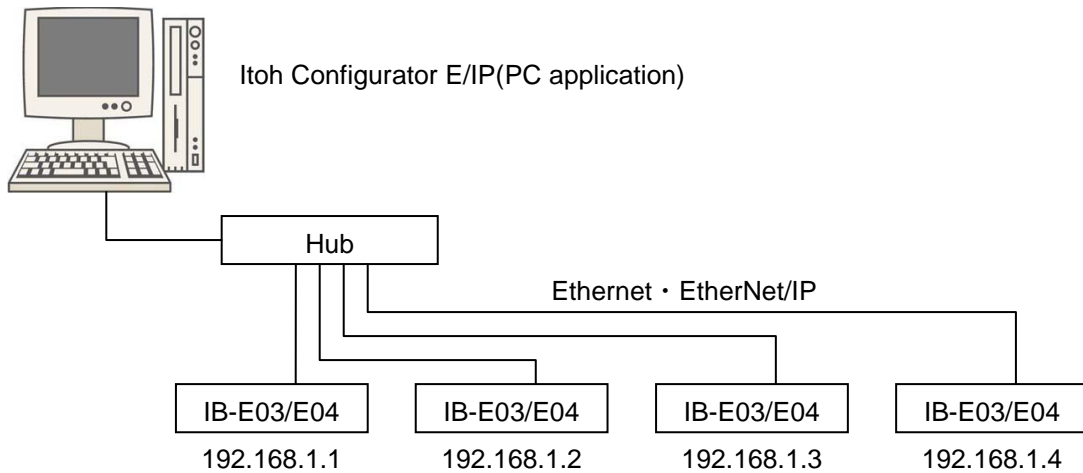 Itoh Configurator E/IP(PC application)
Hub
Ethernet・EtherNet/IP
IB-E03/E04 IB-E03/E04 IB-E03/E04 IB-E03/E04
192.168.1.1 192.168.1.2 192.168.1.3 192.168.1.4